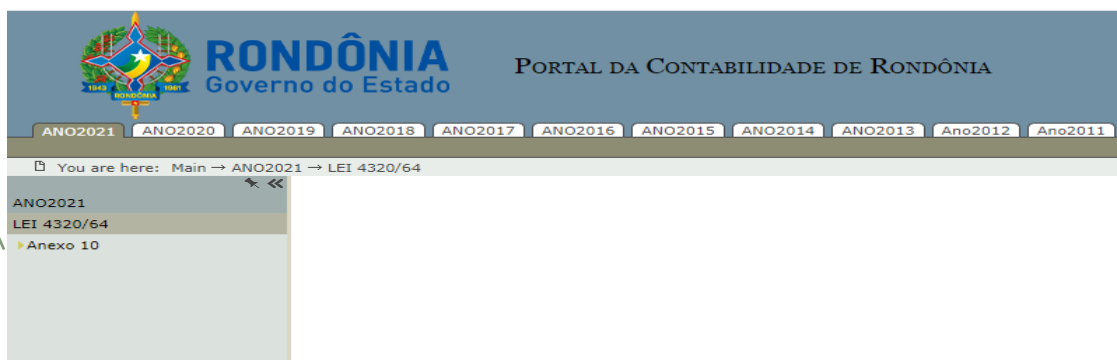 RONDÔNIA
Governo do Estado
PORTAL DA CONTABILIDADE DE RONDÔNIA
1943 RONDONIA 1981
ANO2021 ANO2020 ANO2019 ANO2018 ANO2017 ANO2016 ANO2015 ANO2014 ANO2013 Ano2012 Ano2011
You are here: Main → ANO2021 → LEI 4320/64
ANO2021
LEI 4320/64
Anexo 10